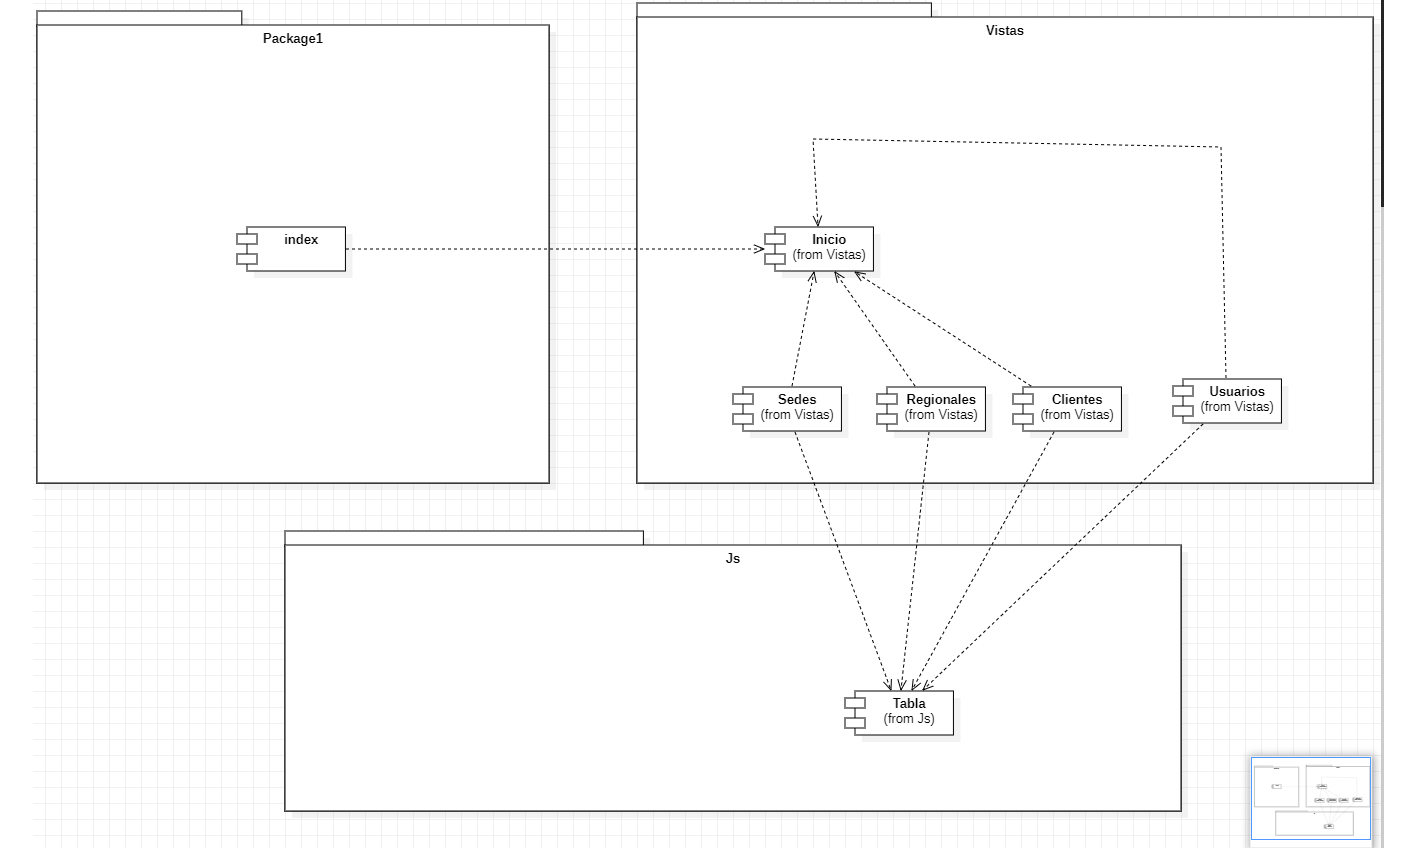 Package1
Vistas
index
Inicio
(from Vistas)
Sedes
(from Vistas)
Regionales
(from Vistas)
Clientes
(from Vistas)
Usuarios
(from Vistas)
Js
Tabla
(from Js)